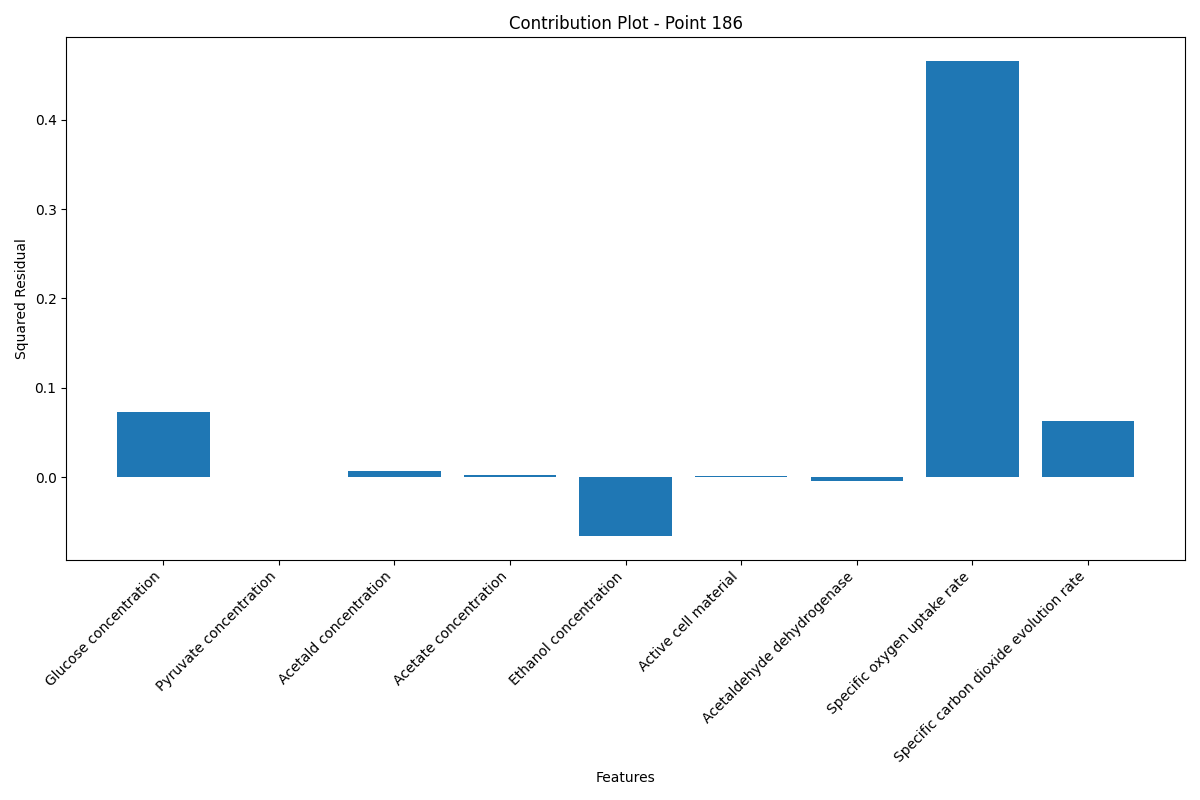 Contribution Plot - Point 186
Squared Residual
0.4
0.3
0.2
0.1
0.0
Glucose concentration
Pyruvate concentration
Acetald concentration
Acetate concentration
Ethanol concentration
Active cell material
Acetaldehyde dehydrogenase
Specific oxygen uptake rate
Specific carbon dioxide evolution rate
Features